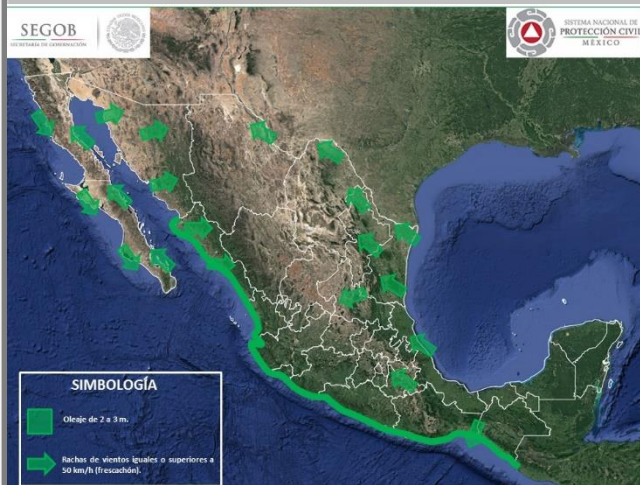 SEGOB
SECRETARÍA DE GOBERNACIÓN
SISTEMA NACIONAL DE
PROTECCIÓN CIVIL
MÉXICO
SIMBOLOGÍA
Oleaje de 2 a 3 m.
Rachas de vientos iguales o superiores a
50 km/h (frescachón).